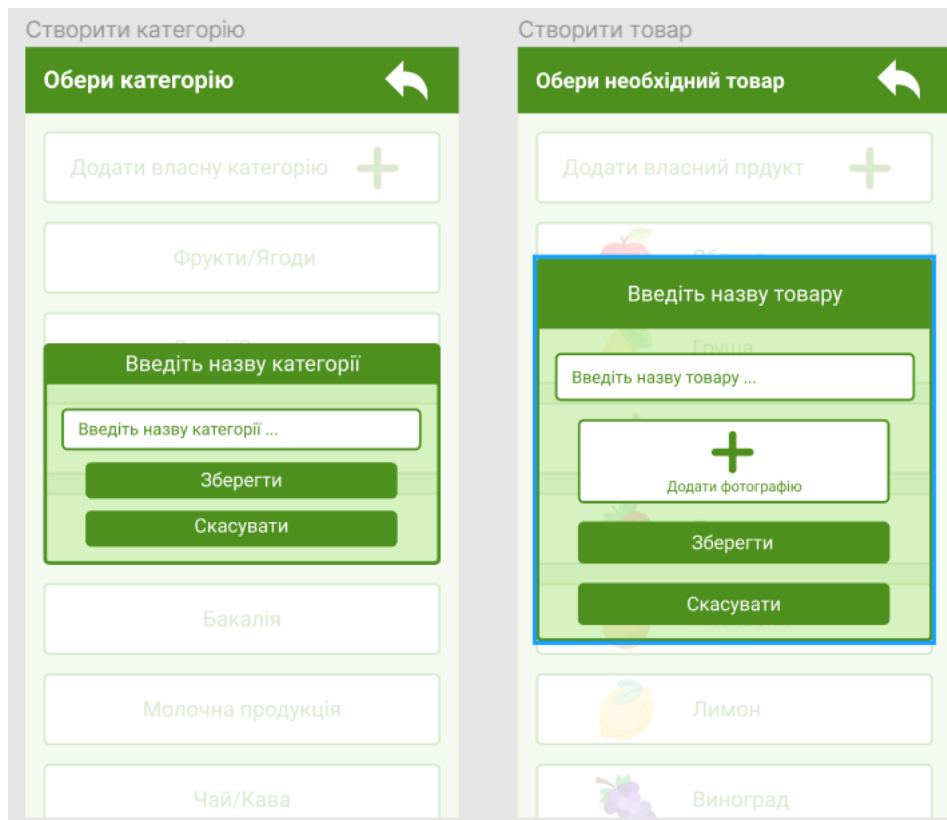 Створити категорію
Обери категорію
Додати власну категорію
Фрукти/Ягоди
Введіть назву категорії
Введіть назву категорії ...
Зберегти
Скасувати
Бакалія
Молочна продукція
Чай/Кава
Створити товар
Обери необхідний товар
Додати власний прдукт
Груша
Введіть назву товару
Введіть назву товару ...
Додати фотографію
Зберегти
Скасувати
Лимон
Виноград